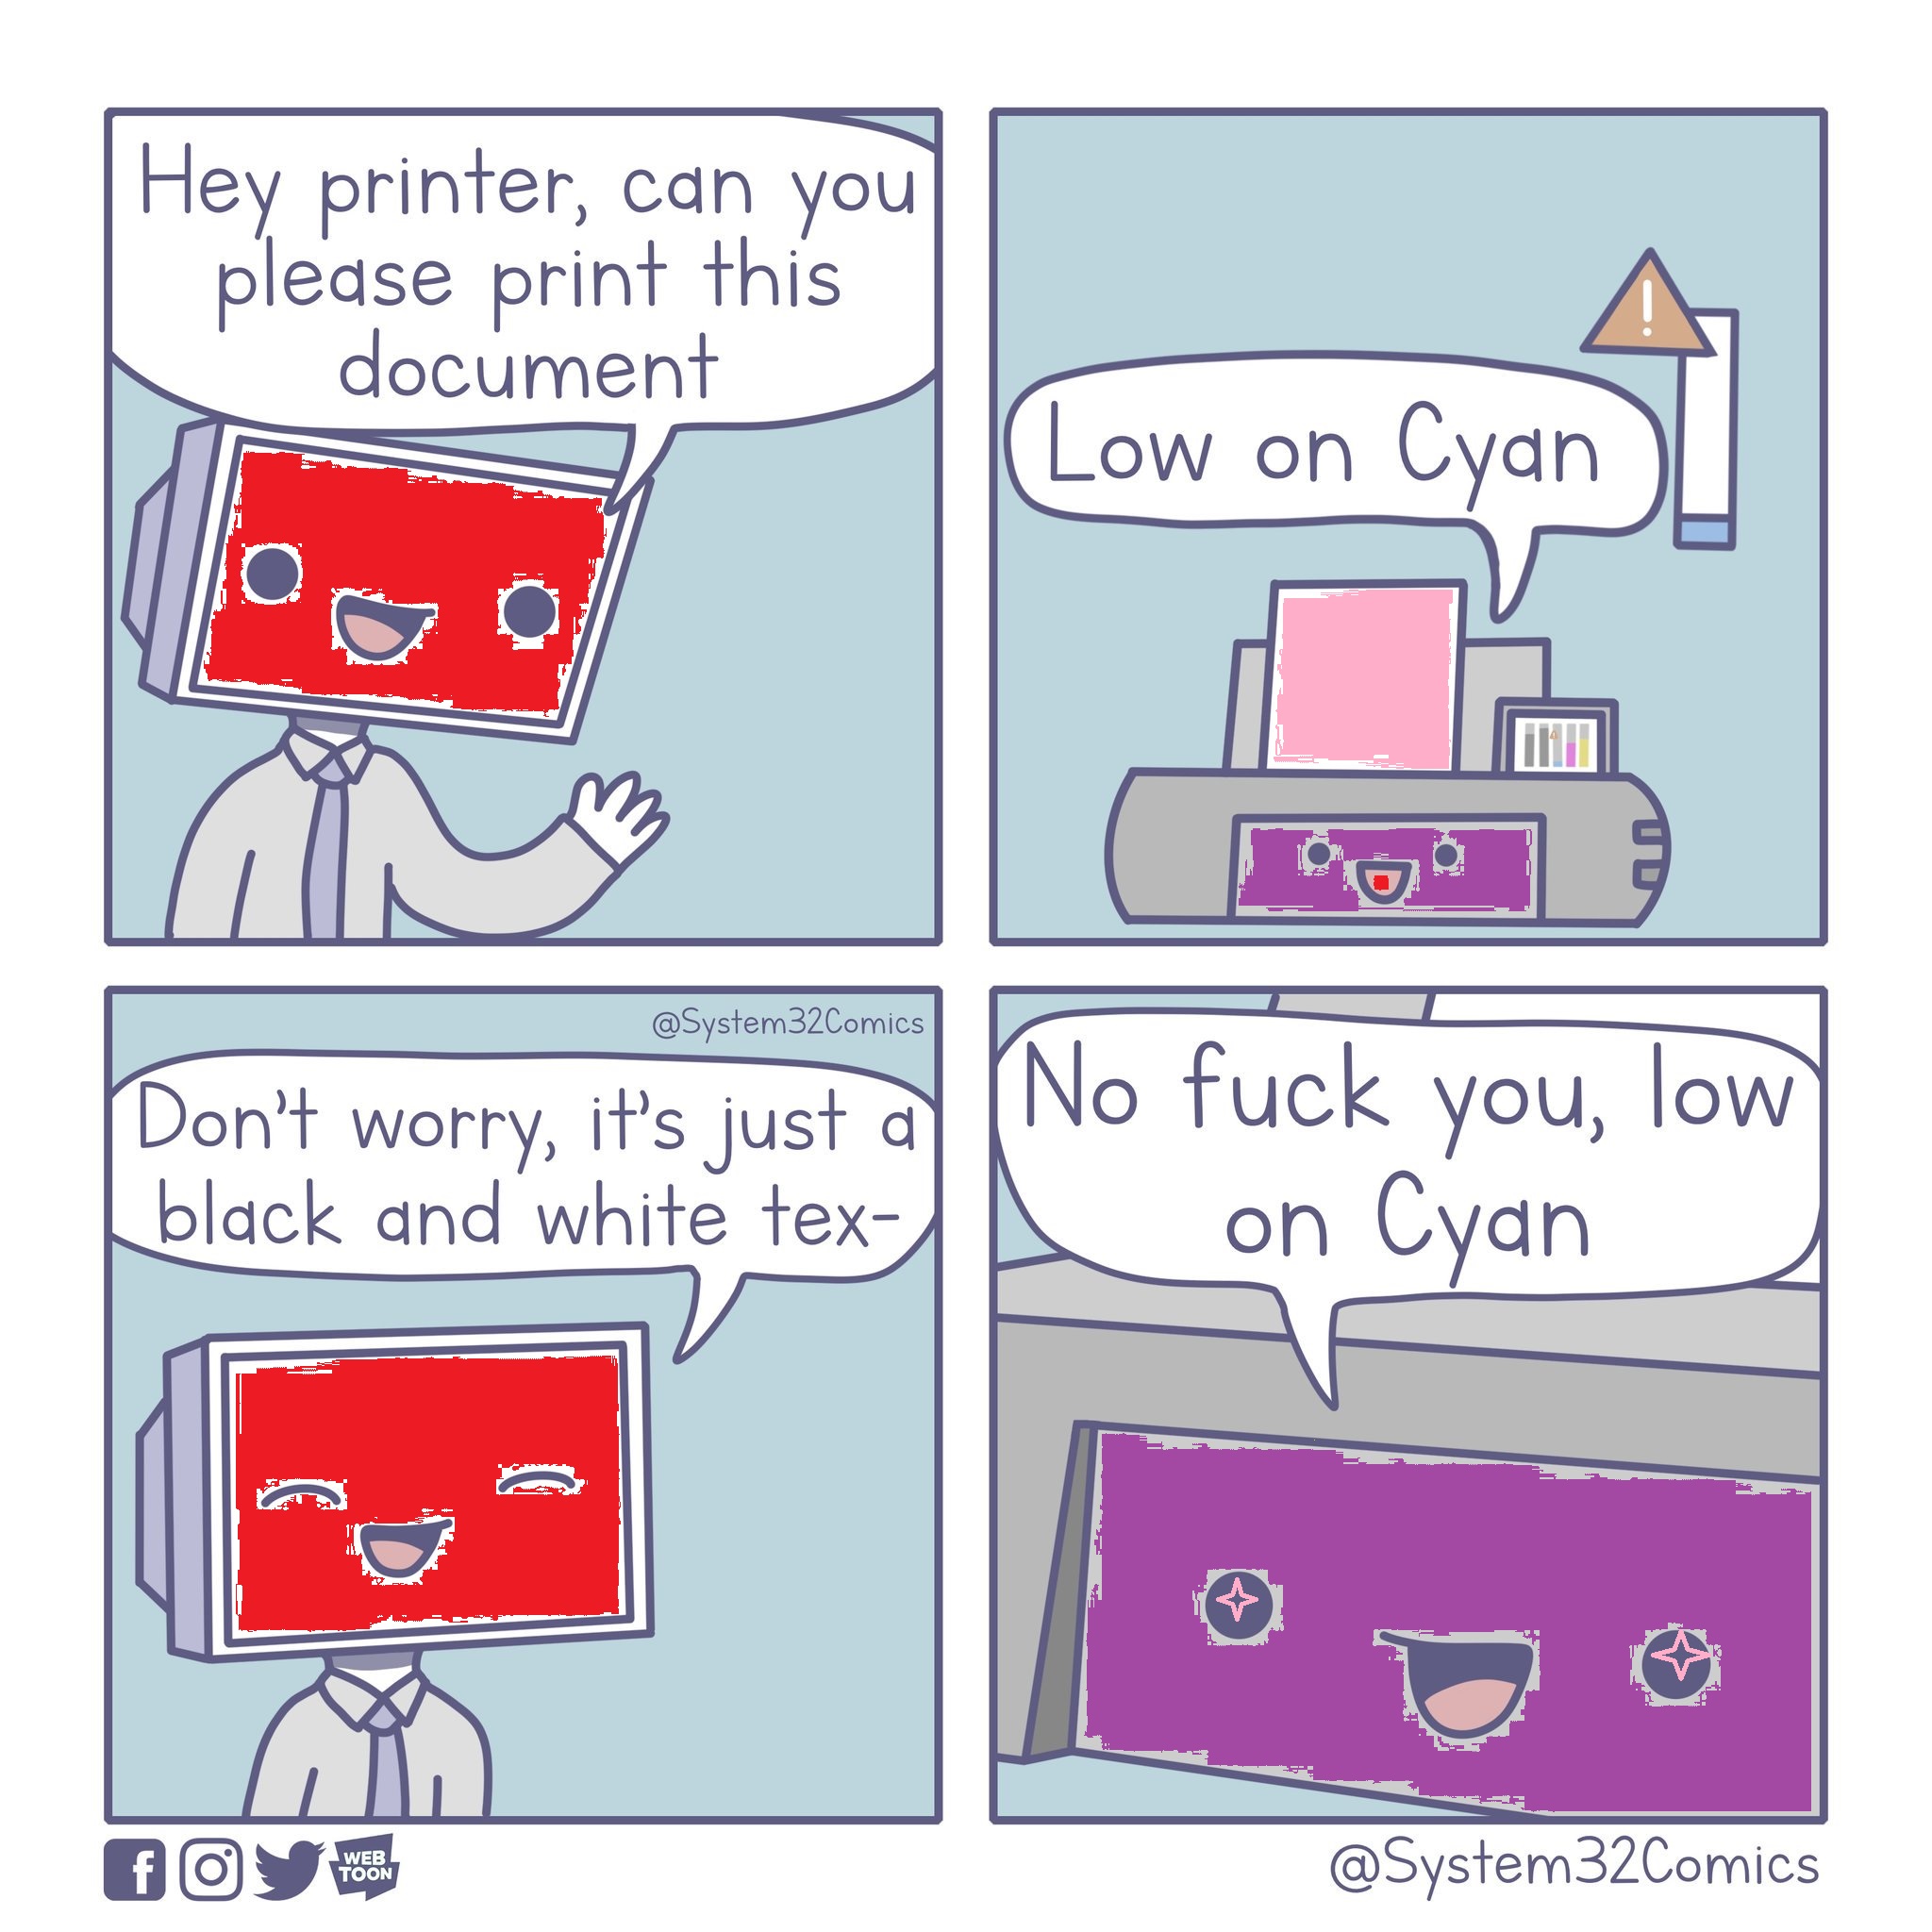 Hey printer, can you
please print this
document
!
Low on Cyan
@System32Comics
Don't worry, it's just a
black and white tex-
No fuck you, low
on Cyan
f
WEB
TOON
@System32Comics